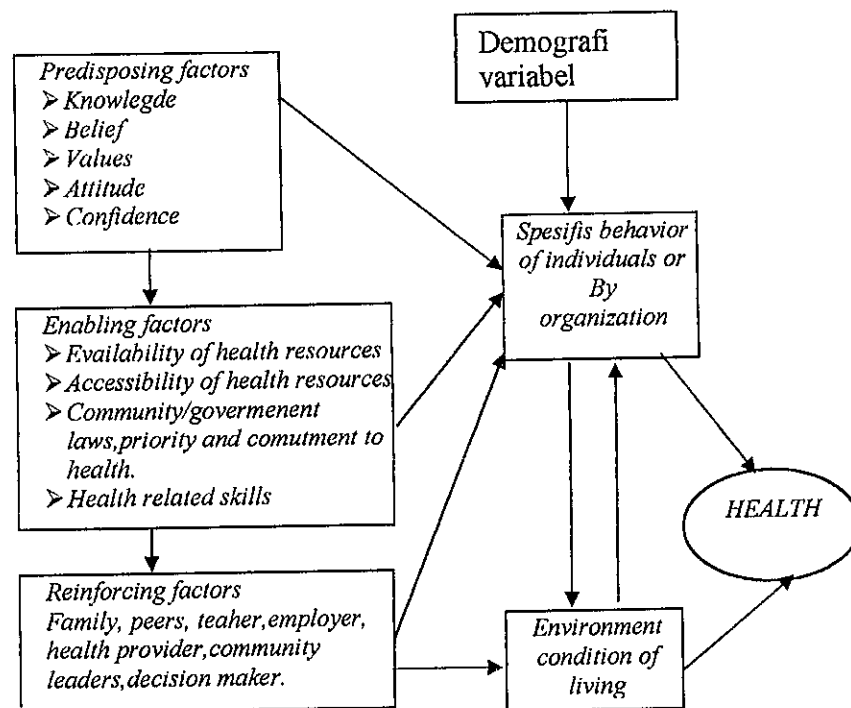 Predisposing factors
➢ Knowlegde
➢ Belief
➢ Values
➢ Attitude
➢ Confidence
Demografi
variabel
Spesifis behavior
of individuals or
By
organization
Enabling factors
➢ Evailability of health resources
➢ Accessibility of health resources
➢ Community/govermenent
laws,priority and comutment to
health.
➢ Health related skills
HEALTH
Reinforcing factors
Family, peers, teaher,employer,
health provider,community
leaders,decision maker.
Environment
condition of
living